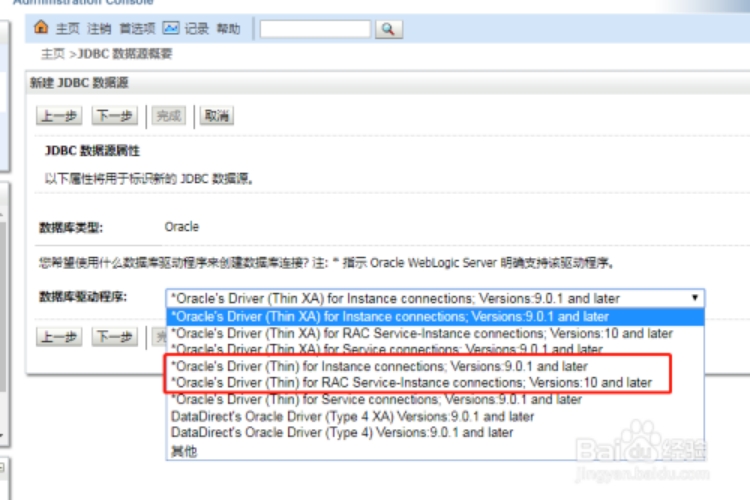 Administration Console
主页 注销 首选项 记录 帮助
主页 >JDBC 数据源概要
新建 JDBC 数据源
上一步 下一步 完成 取消
JDBC 数据源属性
以下属性将用于标识新的 JDBC 数据源。
数据库类型: Oracle
您希望使用什么数据库驱动程序来创建数据库连接? 注: * 指示 Oracle WebLogic Server 明确支持该驱动程序。
数据库驱动程序: *Oracle's Driver (Thin XA) for Instance connections; Versions:9.0.1 and later
*Oracle's Driver (Thin XA) for Instance connections; Versions:9.0.1 and later
*Oracle's Driver (Thin XA) for RAC Service-Instance connections; Versions:10 and later
*Oracle's Driver (Thin XA) for Service connections; Versions:9.0.1 and later
*Oracle's Driver (Thin) for Instance connections; Versions:9.0.1 and later
*Oracle's Driver (Thin) for RAC Service-Instance connections; Versions:10 and later
*Oracle's Driver (Thin) for Service connections; Versions:9.0.1 and later
DataDirect's Oracle Driver (Type 4 XA) Versions:9.0.1 and later
DataDirect's Oracle Driver (Type 4) Versions:9.0.1 and later
其他
上一步 下一步
Baidu 经验
jingyan.baidu.com